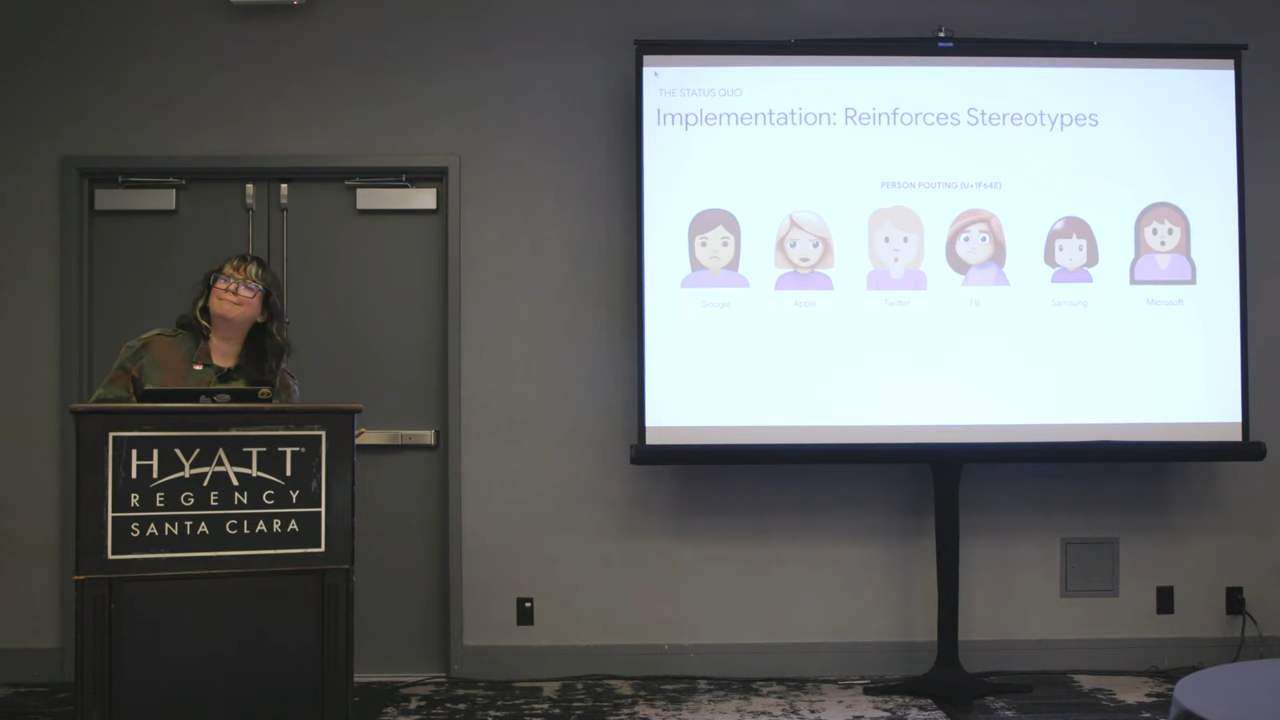 THE STATUS QUO
Implementation: Reinforces Stereotypes
PERSON POUTING (U+1F64E)
Google Apple Twitter FB Samsung Microsoft
HYATT
REGENCY
SANTA CLARA